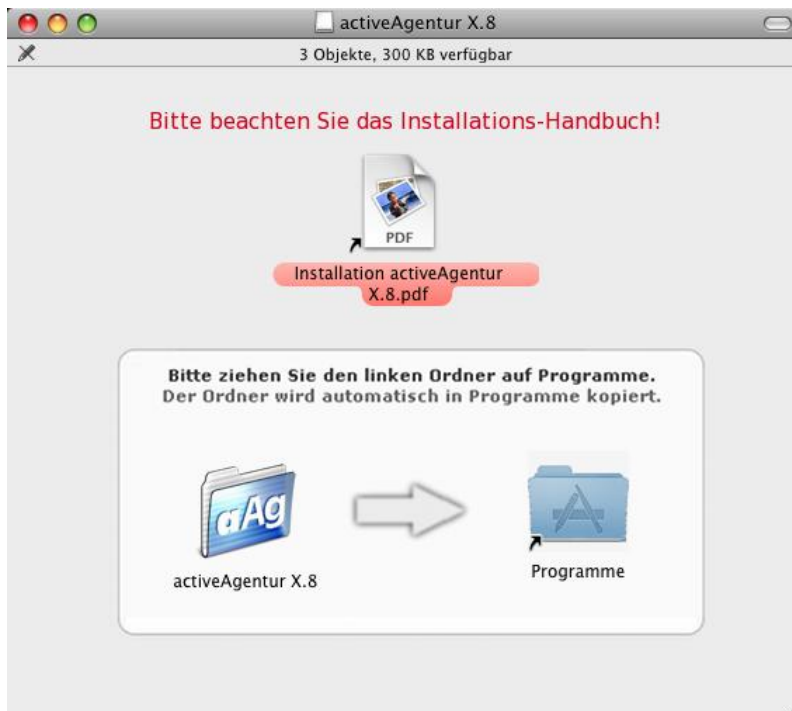 activeAgentur X.8
3 Objekte, 300 KB verfügbar
Bitte beachten Sie das Installations-Handbuch!
PDF
Installation activeAgentur
X.8.pdf
Bitte ziehen Sie den linken Ordner auf Programme.
Der Ordner wird automatisch in Programme kopiert.
aAg
activeAgentur X.8
Programme